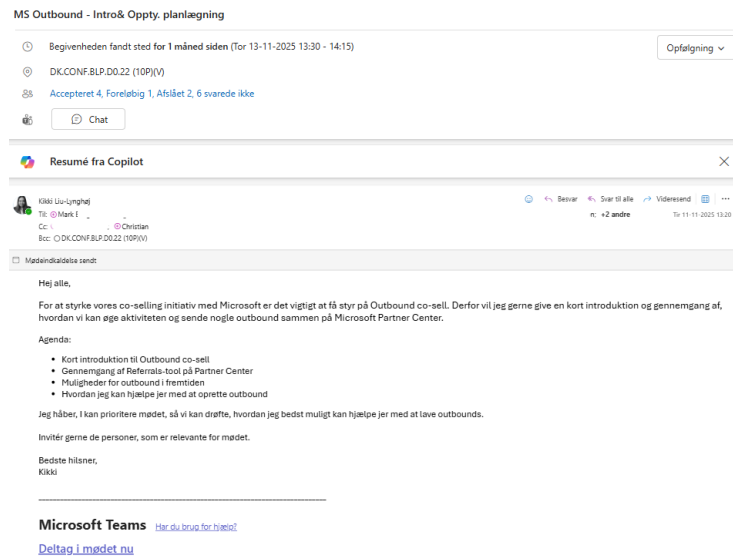 MS Outbound - Intro& Oppty. planlægning
Begivenheden fandt sted for 1 måned siden (Tor 13-11-2025 13:30 - 14:15)
Opfølgning
DK.CONF.BLP.D0.22 (10P)(V)
Accepteret 4, Foreløbig 1, Afslået 2, 6 svarede ikke
Chat
Resumé fra Copilot
Kikki Liu-Lynghøj
Besvar Svar til alle Videresend
Til: Mark
n: +2 andre
Tir 11-11-2025 13:20
Cc: Christian
Bcc: DK.CONF.BLP.D0.22 (10P)(V)
Mødeindkaldelse sendt
Hej alle,
For at styrke vores co-selling initiativ med Microsoft er det vigtigt at få styr på Outbound co-sell. Derfor vil jeg gerne give en kort introduktion og gennemgang af,
hvordan vi kan øge aktiviteten og sende nogle outbound sammen på Microsoft Partner Center.
Agenda:
• Kort introduktion til Outbound co-sell
• Gennemgang af Referrals-tool på Partner Center
• Muligheder for outbound i fremtiden
• Hvordan jeg kan hjælpe jer med at oprette outbound
Jeg håber, I kan prioritere mødet, så vi kan drøfte, hvordan jeg bedst muligt kan hjælpe jer med at lave outbounds.
Invitér gerne de personer, som er relevante for mødet.
Bedste hilsner,
Kikki
Microsoft Teams Har du brug for hjælp?
Deltag i mødet nu